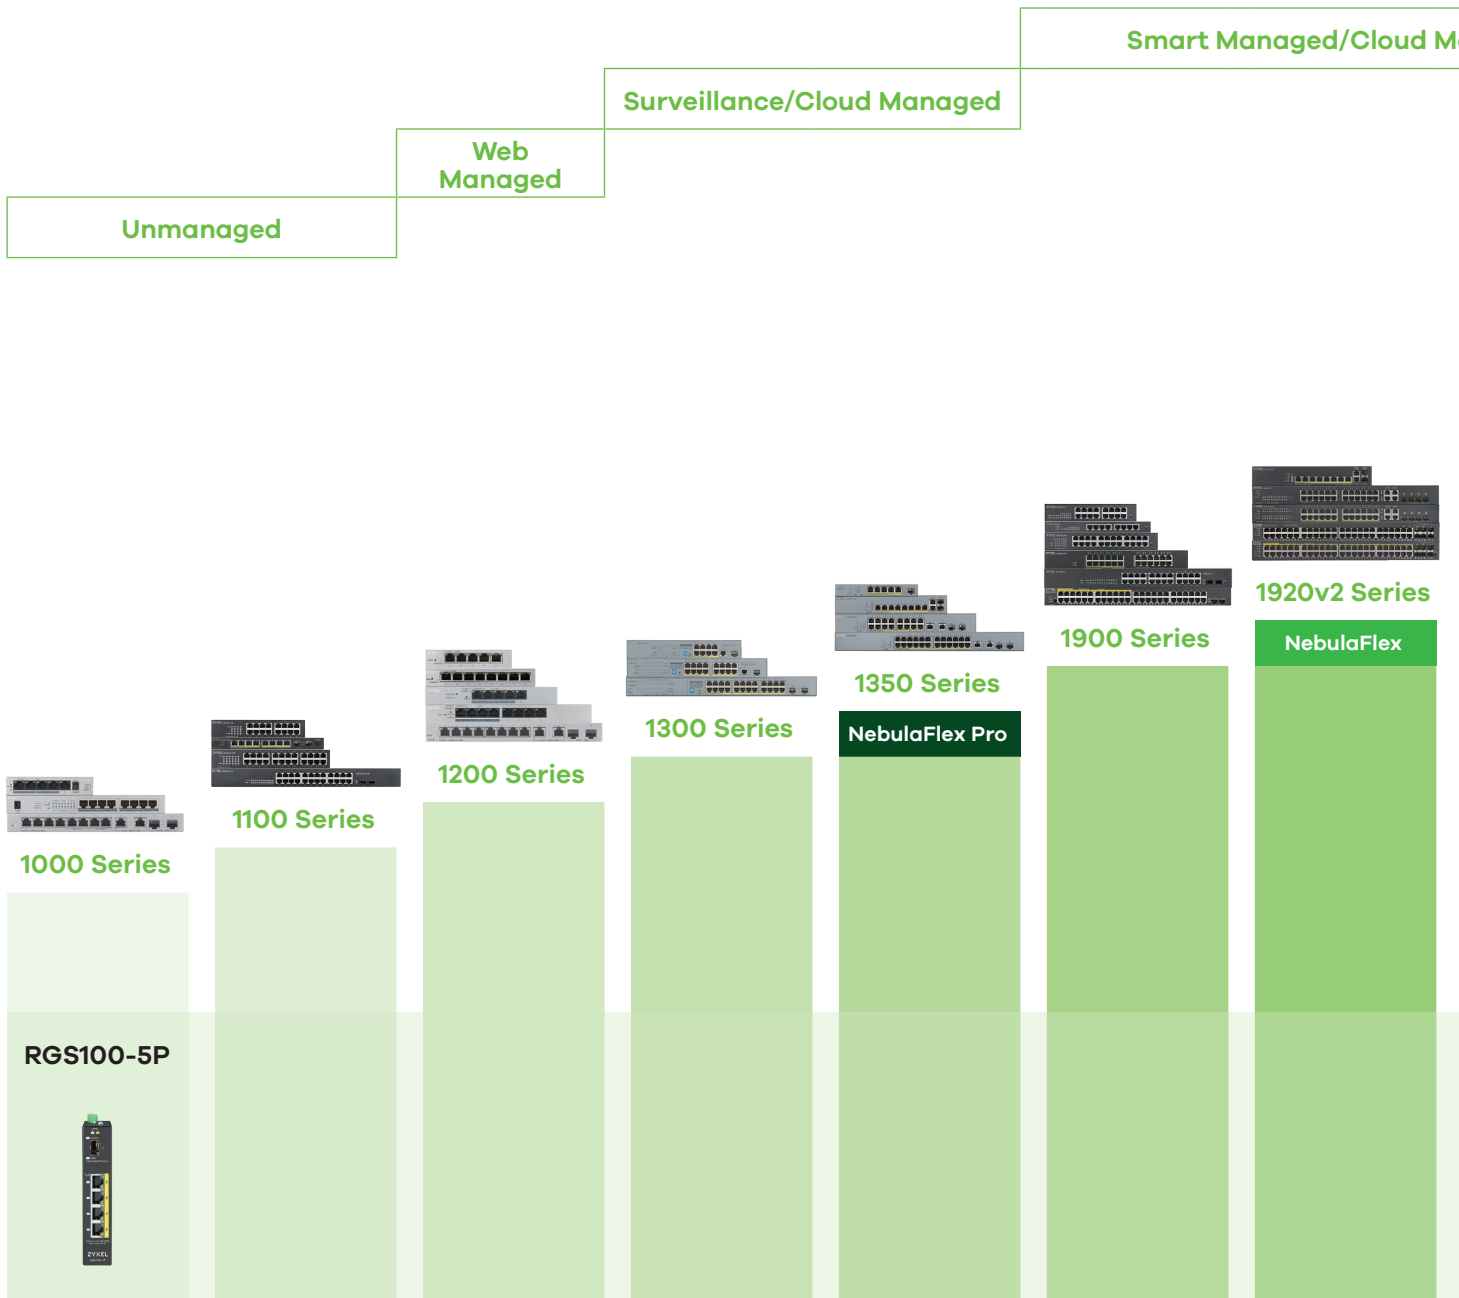 Smart Managed/Cloud M
Surveillance/Cloud Managed
Web
Managed
Unmanaged
1920v2 Series
NebulaFlex
1900 Series
1350 Series
NebulaFlex Pro
1300 Series
1200 Series
1100 Series
1000 Series
RGS100-5P
ZYXEL